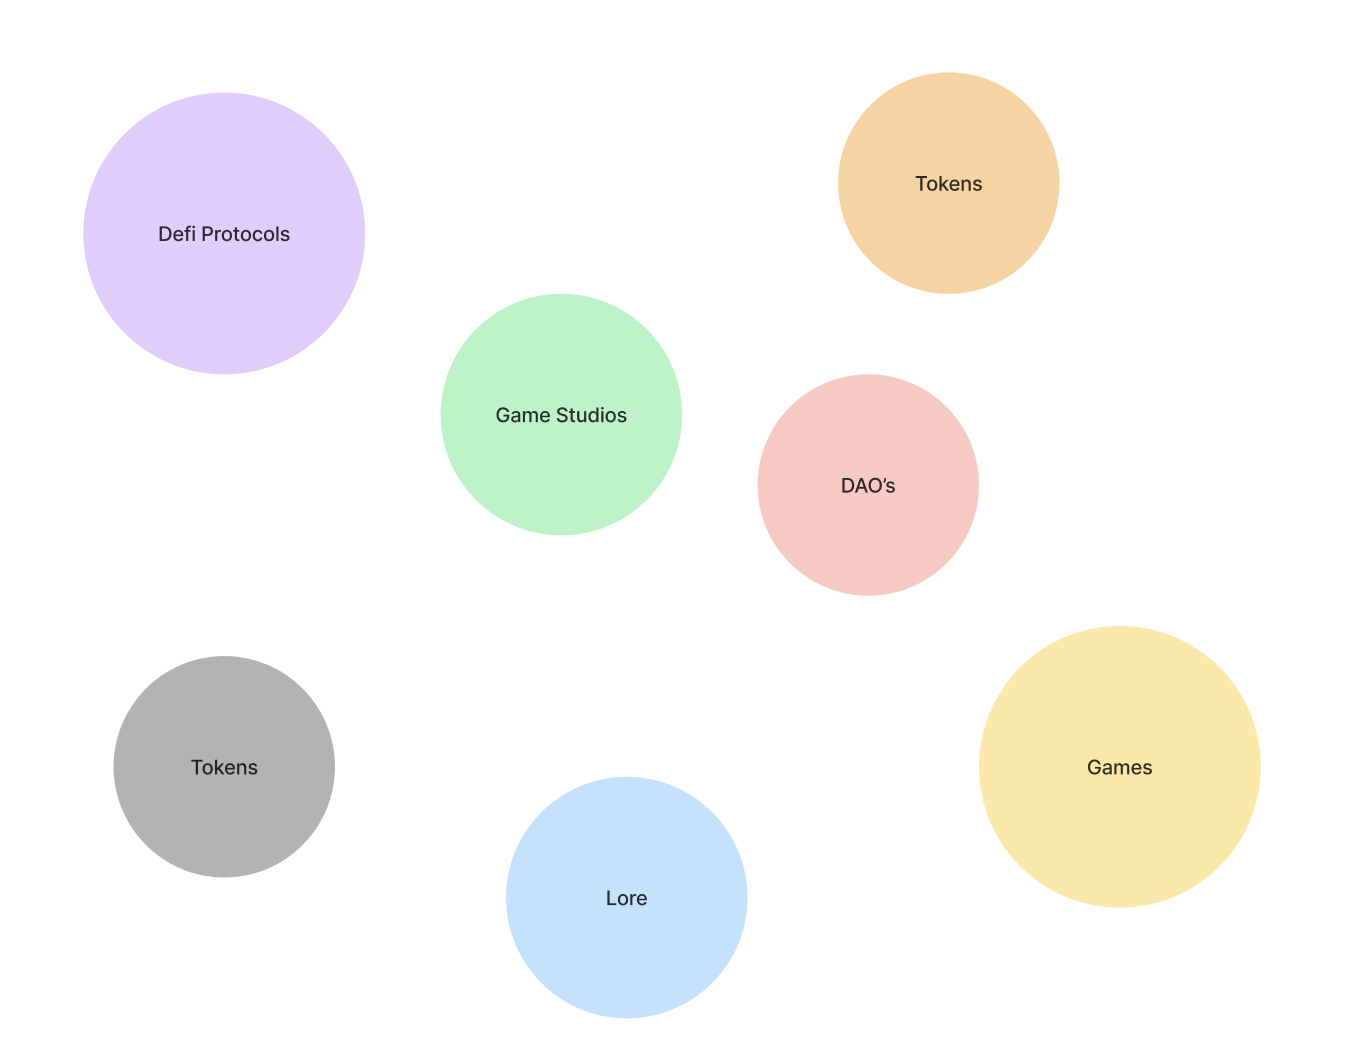 Tokens
Defi Protocols
Game Studios
DAO’s
Tokens
Games
Lore